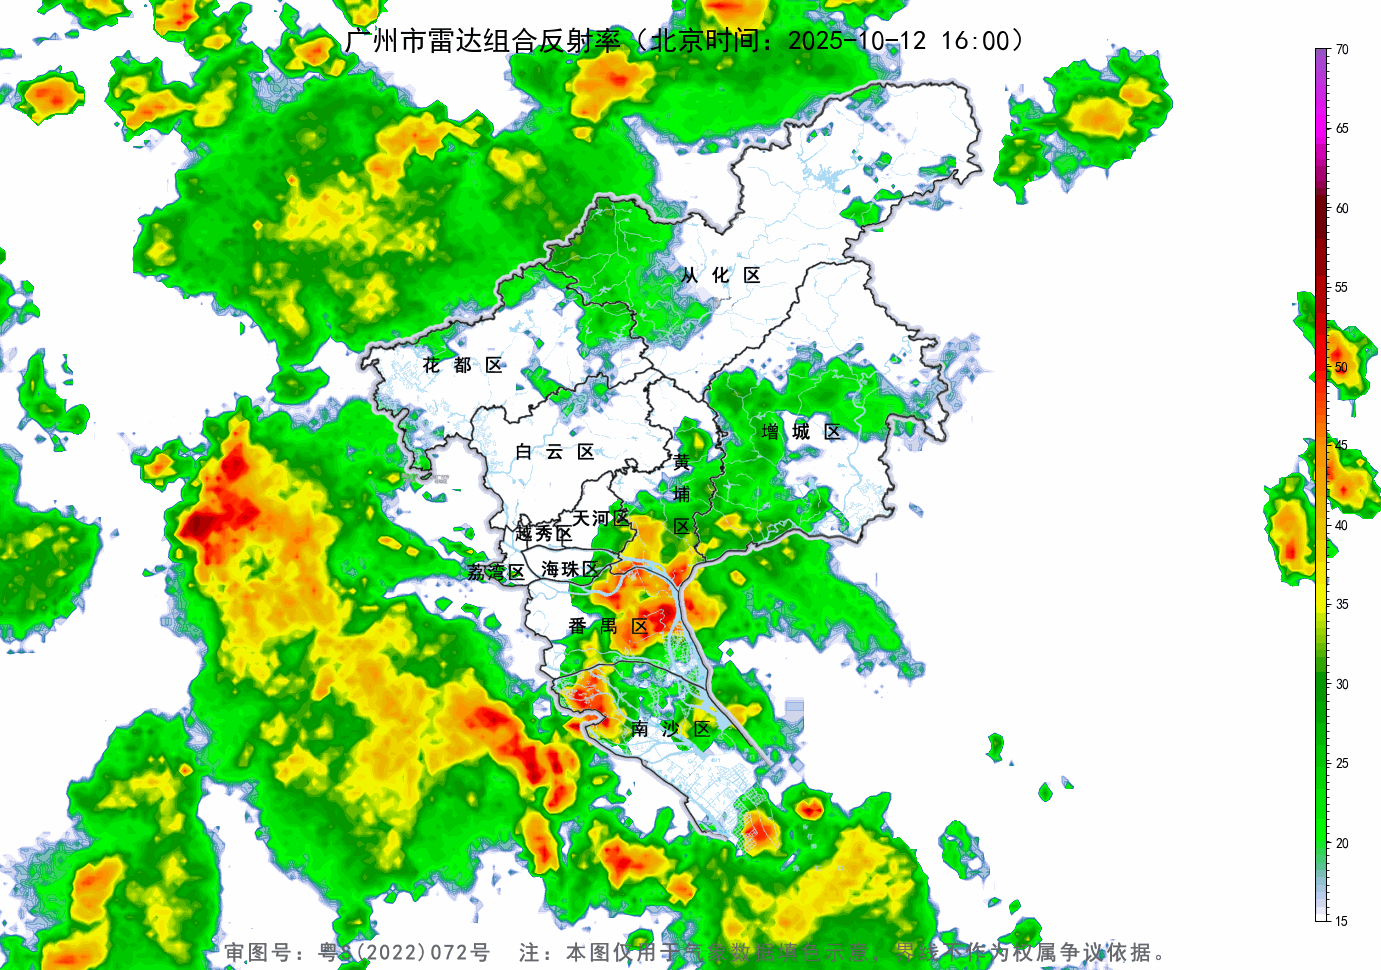 广州市雷达组合反射率（北京时间：2025-10-12 16:00）
70
65
60
55
50
45
40
35
30
25
20
15
从 化 区
花 都 区
增 城 区
白 云 区
黄
埔
区
天河区
越秀区
荔湾区
海珠区
番 禺 区
南 沙 区
审图号：粤S(2022)072号 注：本图仅用于气象数据填色示意，界线不作为权属争议依据。